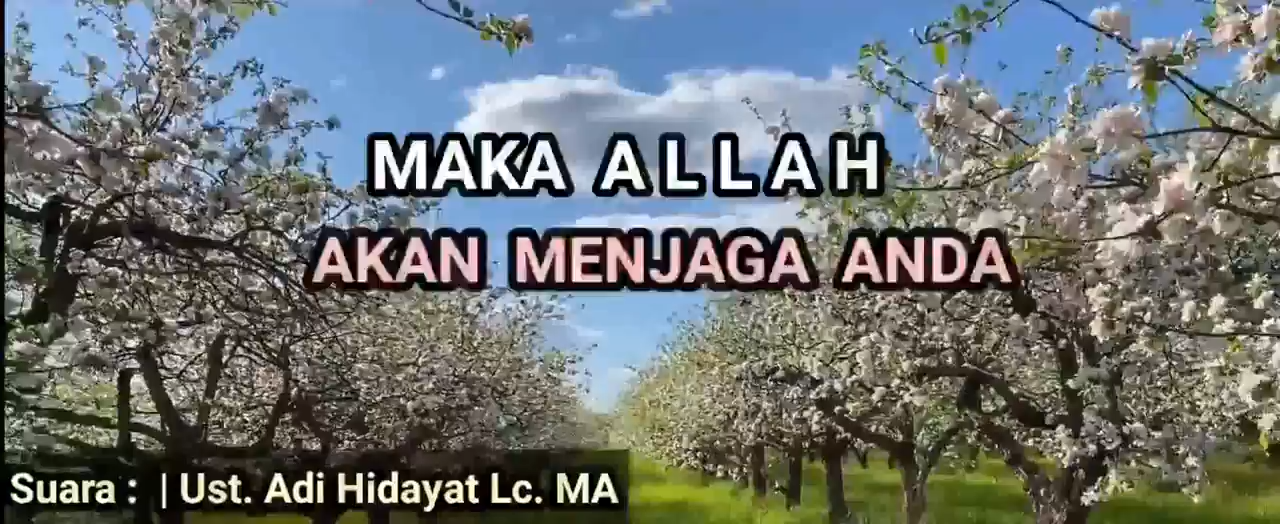 MAKA ALLAH
AKAN MENJAGA ANDA
Suara : | Ust. Adi Hidayat Lc. MA